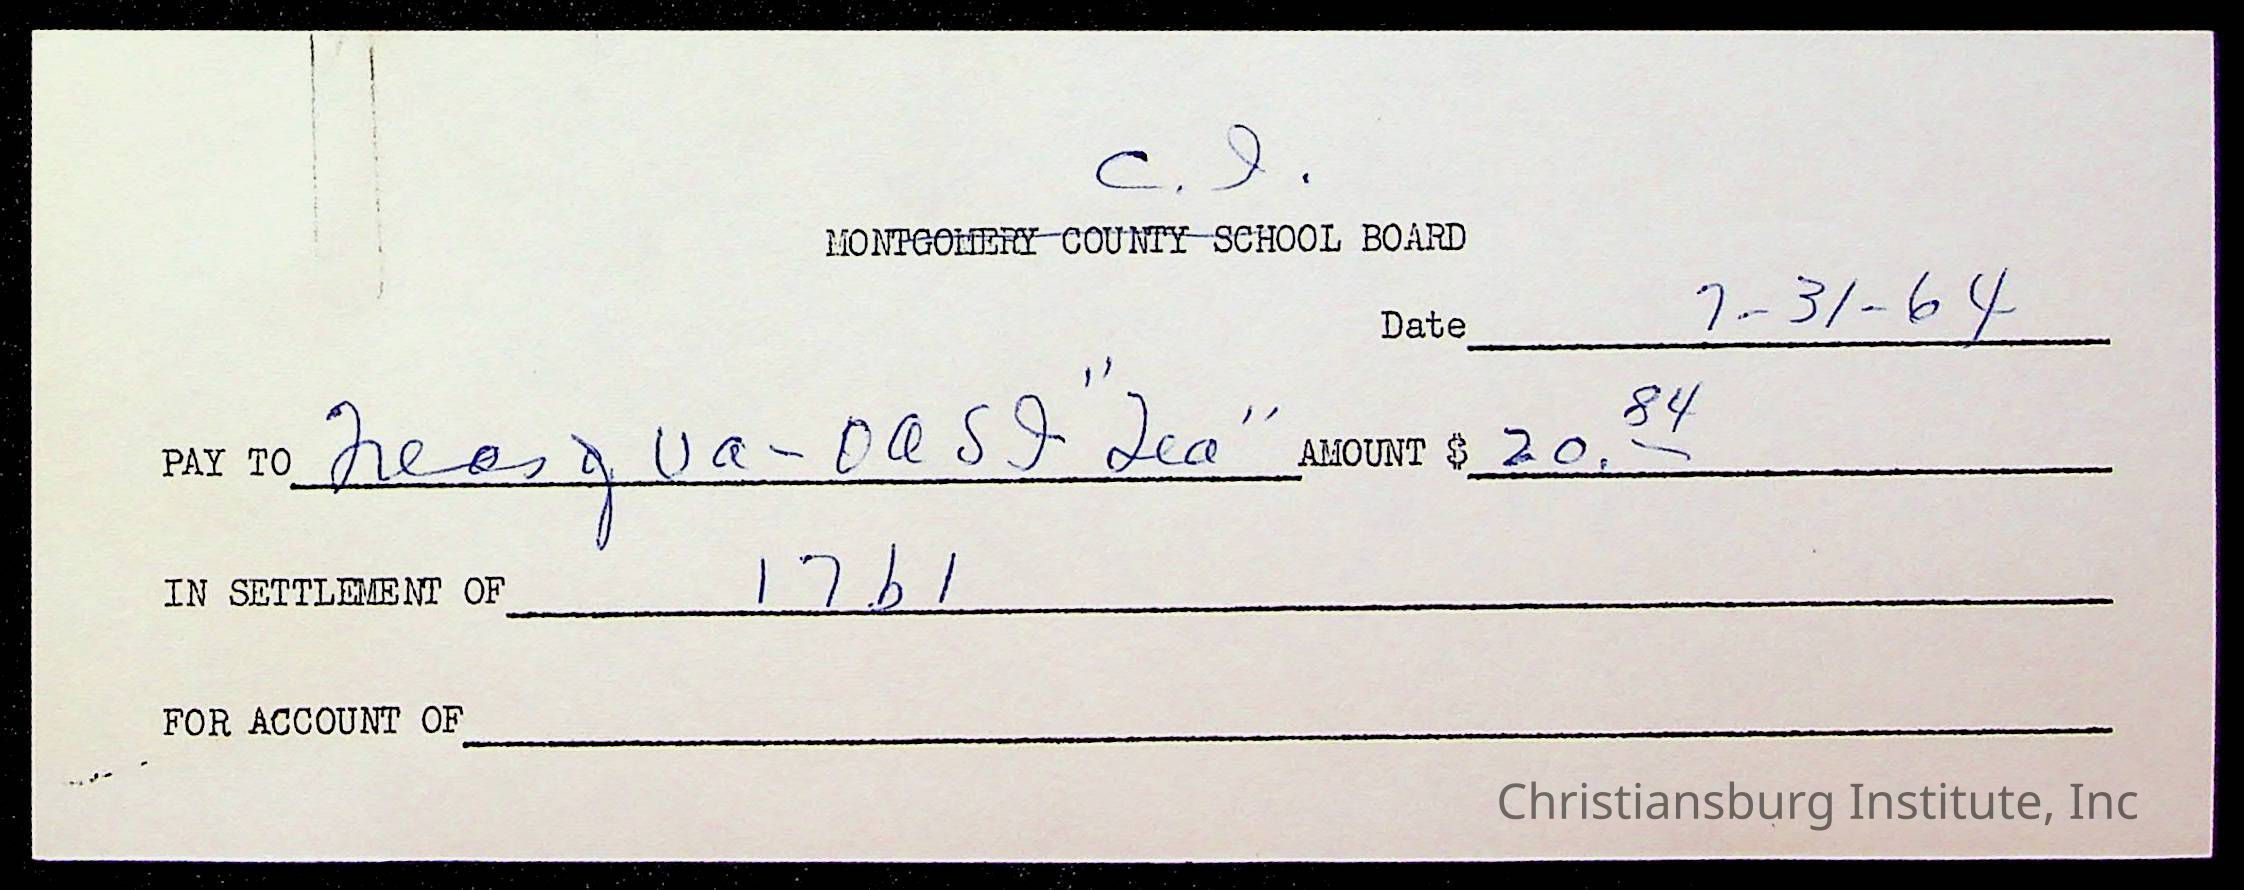 C. I.
MONTGOMERY COUNTY SCHOOL BOARD
Date 7-31-64
PAY TO Treas of Va-OASI "Tea" AMOUNT $ 20.84
IN SETTLEMENT OF 1761
FOR ACCOUNT OF
Christiansburg Institute, Inc